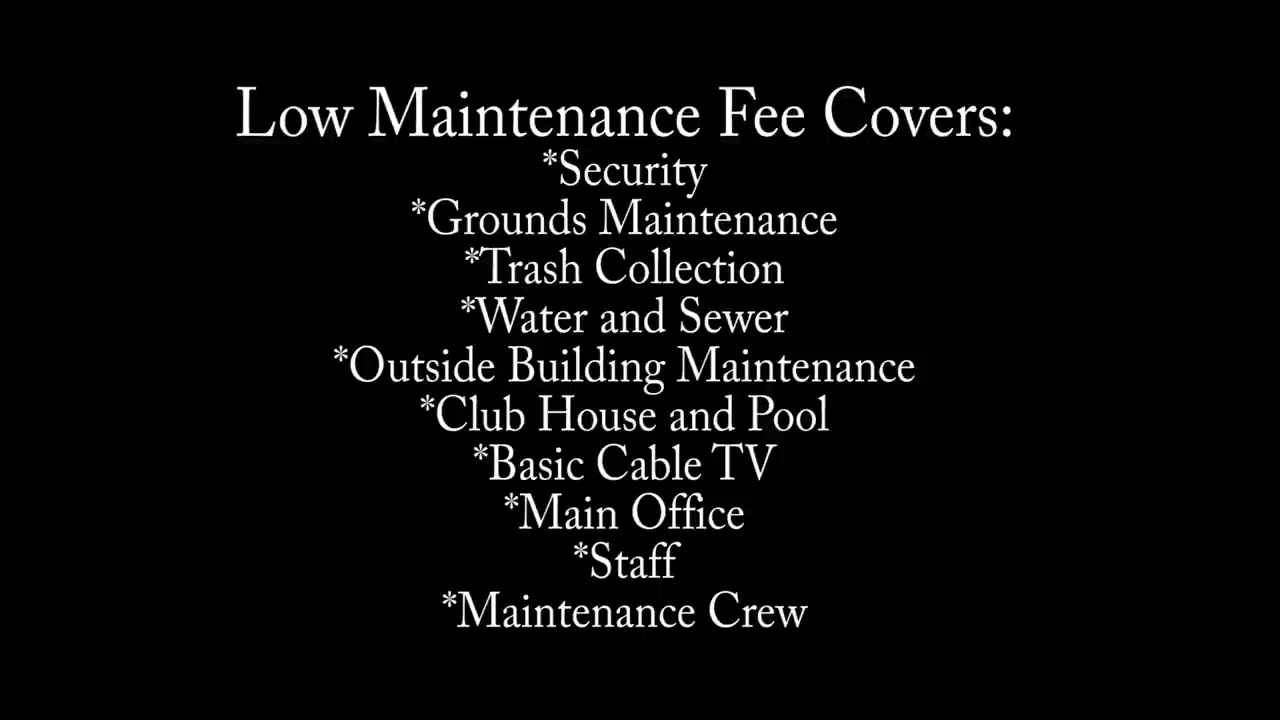 Low Maintenance Fee Covers:
*Security
*Grounds Maintenance
*Trash Collection
*Water and Sewer
*Outside Building Maintenance
*Club House and Pool
*Basic Cable TV
*Main Office
*Staff
*Maintenance Crew